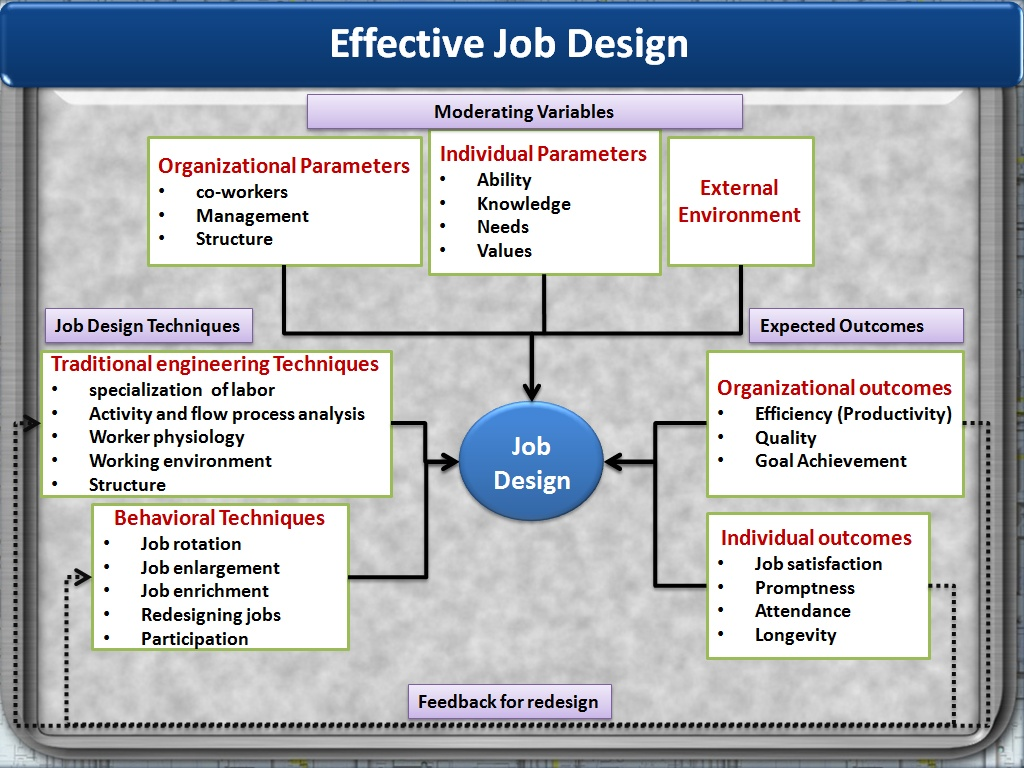 Effective Job Design
Moderating Variables
Organizational Parameters
• co-workers
• Management
• Structure
Individual Parameters
• Ability
• Knowledge
• Needs
• Values
External
Environment
Job Design Techniques
Traditional engineering Techniques
• specialization of labor
• Activity and flow process analysis
• Worker physiology
• Working environment
• Structure
Behavioral Techniques
• Job rotation
• Job enlargement
• Job enrichment
• Redesigning jobs
• Participation
Job
Design
Expected Outcomes
Organizational outcomes
• Efficiency (Productivity)
• Quality
• Goal Achievement
Individual outcomes
• Job satisfaction
• Promptness
• Attendance
• Longevity
Feedback for redesign